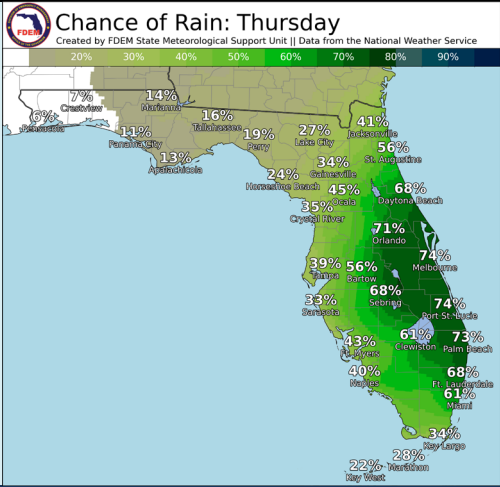 Chance of Rain: Thursday
FDEM
Created by FDEM State Meteorological Support Unit || Data from the National Weather Service
20% 30% 40% 50% 60% 70% 80% 90%
7%
Crestview
14%
Marianna
6%
Pensacola
16%
Tallahassee
11%
Panama City
19%
Perry
27%
Lake City
41%
Jacksonville
13%
Apalachicola
56%
St. Augustine
34%
Gainesville
24%
Horseshoe Beach
45%
Ocala
68%
Daytona Beach
35%
Crystal River
71%
Orlando
39%
Tampa
56%
Bartow
74%
Melbourne
68%
Sebring
33%
Sarasota
74%
Port St. Lucie
43%
Ft. Myers
61%
Clewiston
73%
Palm Beach
40%
Naples
68%
Ft. Lauderdale
61%
Miami
34%
Key Largo
28%
Marathon
22%
Key West